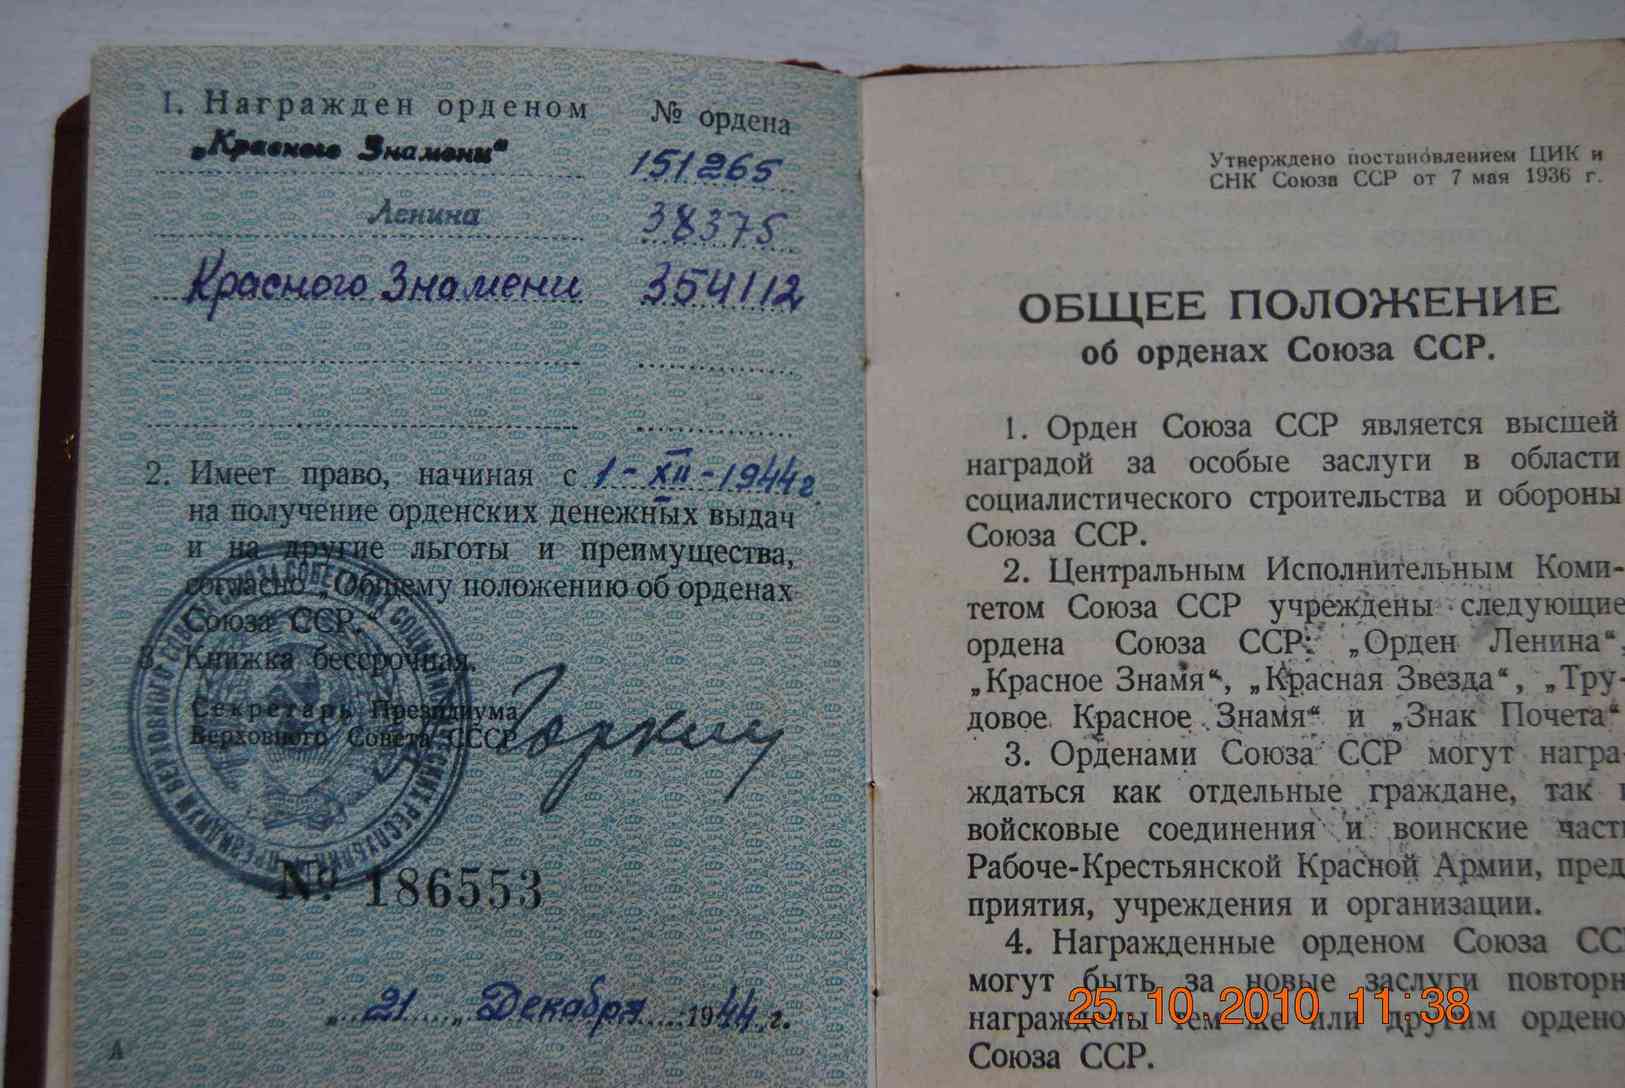 1. Награжден орденом № ордена
„Красного Знамени“ 151265
Ленина 38375
Красного Знамени 354112
2. Имеет право, начиная с 1-XII-1944г.
на получение орденских денежных выдач
и на другие льготы и преимущества,
согласно „Общему положению об орденах
Союза ССР.“
3. Книжка бессрочная.
Секретарь Президиума
Верховного Совета СССР Горкин
№ 186553
„21„ Декабря 1944 г.
А
Утверждено постановлением ЦИК и
СНК Союза ССР от 7 мая 1936 г.
ОБЩЕЕ ПОЛОЖЕНИЕ
об орденах Союза ССР.
1. Орден Союза ССР является высшей
наградой за особые заслуги в области
социалистического строительства и обороны
Союза ССР.
2. Центральным Исполнительным Коми-
тетом Союза ССР учреждены следующие
ордена Союза ССР: „Орден Ленина“,
„Красное Знамя“, „Красная Звезда“, „Тру-
довое Красное Знамя“ и „Знак Почета“
3. Орденами Союза ССР могут награ-
ждаться как отдельные граждане, так
войсковые соединения и воинские част
Рабоче-Крестьянской Красной Армии, пред
приятия, учреждения и организации.
4. Награжденные орденом Союза СС
могут быть за новые заслуги повторн
награждены тем же или другим ордено
Союза ССР.
25.10.2010 11:38